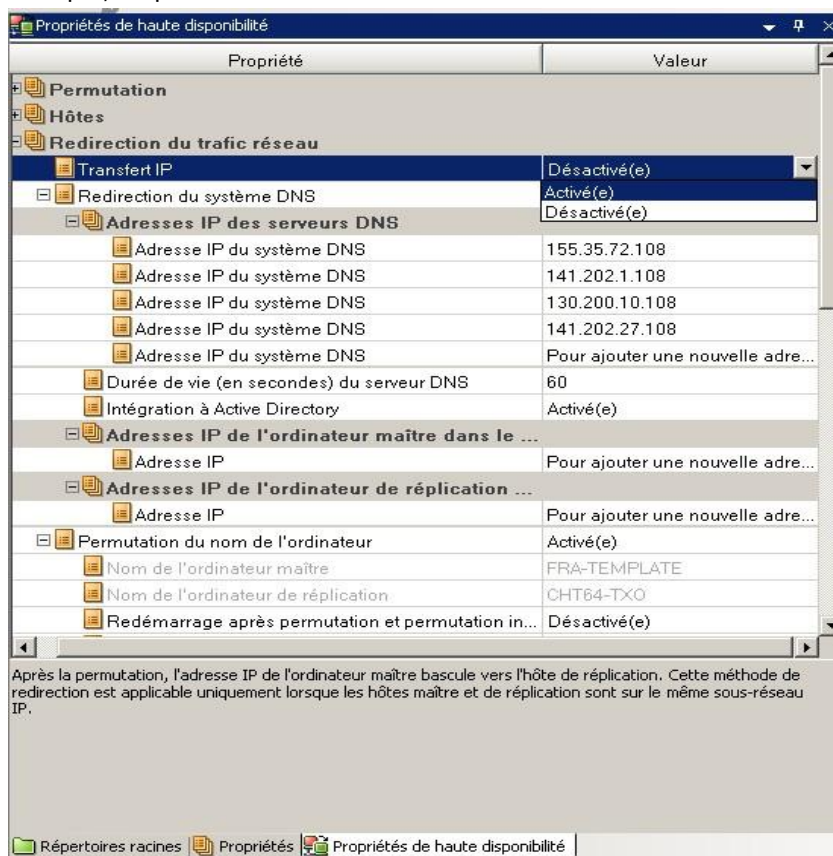 Propriétés de haute disponibilité
Propriété Valeur
Permutation
Hôtes
Redirection du trafic réseau
Transfert IP Désactivé(e)
Activé(e)
Désactivé(e)
Redirection du système DNS
Adresses IP des serveurs DNS
Adresse IP du système DNS 155.35.72.108
Adresse IP du système DNS 141.202.1.108
Adresse IP du système DNS 130.200.10.108
Adresse IP du système DNS 141.202.27.108
Adresse IP du système DNS Pour ajouter une nouvelle adre...
Durée de vie (en secondes) du serveur DNS 60
Intégration à Active Directory Activé(e)
Adresses IP de l'ordinateur maître dans le ...
Adresse IP Pour ajouter une nouvelle adre...
Adresses IP de l'ordinateur de réplication ...
Adresse IP Pour ajouter une nouvelle adre...
Permutation du nom de l'ordinateur Activé(e)
Nom de l'ordinateur maître FRA-TEMPLATE
Nom de l'ordinateur de réplication CHT64-TXO
Redémarrage après permutation et permutation in... Désactivé(e)
Après la permutation, l'adresse IP de l'ordinateur maître bascule vers l'hôte de réplication. Cette méthode de
redirection est applicable uniquement lorsque les hôtes maître et de réplication sont sur le même sous-réseau
IP.
Répertoires racines Propriétés Propriétés de haute disponibilité